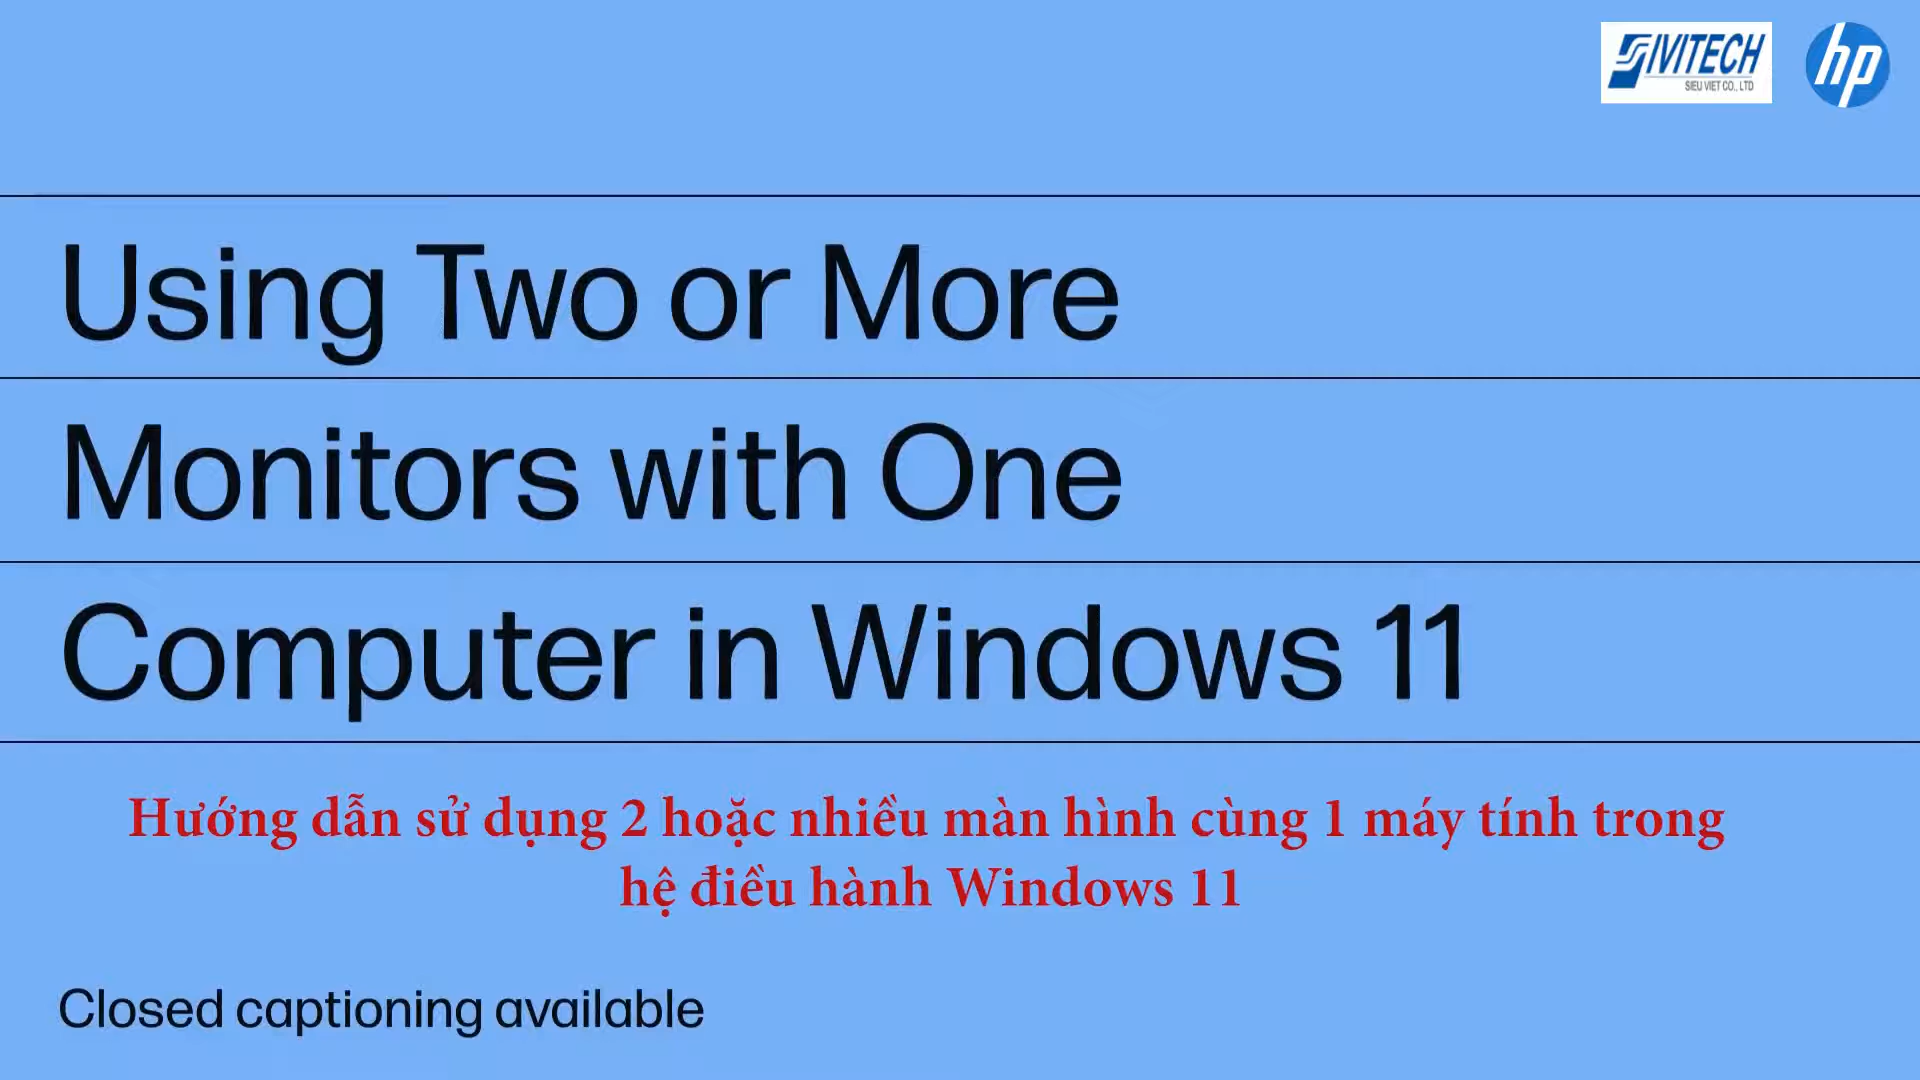 SIVITECH
SIEU VIET CO., LTD
hp
Using Two or More
Monitors with One
Computer in Windows 11
Hướng dẫn sử dụng 2 hoặc nhiều màn hình cùng 1 máy tính trong
hệ điều hành Windows 11
Closed captioning available